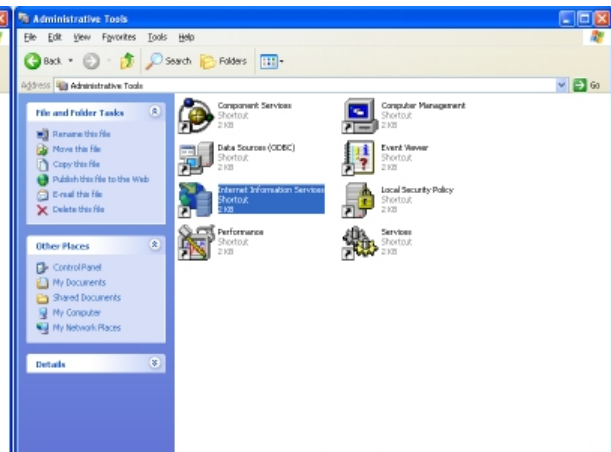 Administrative Tools
File Edit View Favorites Tools Help
Back Search Folders
Address Administrative Tools Go
File and Folder Tasks
Rename this file
Move this file
Copy this file
Publish this file to the Web
E-mail this file
Delete this file
Other Places
Control Panel
My Documents
Shared Documents
My Computer
My Network Places
Details
Component Services
Shortcut
2 KB
Computer Management
Shortcut
2 KB
Data Sources (ODBC)
Shortcut
2 KB
Event Viewer
Shortcut
2 KB
Internet Information Services
Shortcut
2 KB
Local Security Policy
Shortcut
2 KB
Performance
Shortcut
2 KB
Services
Shortcut
2 KB